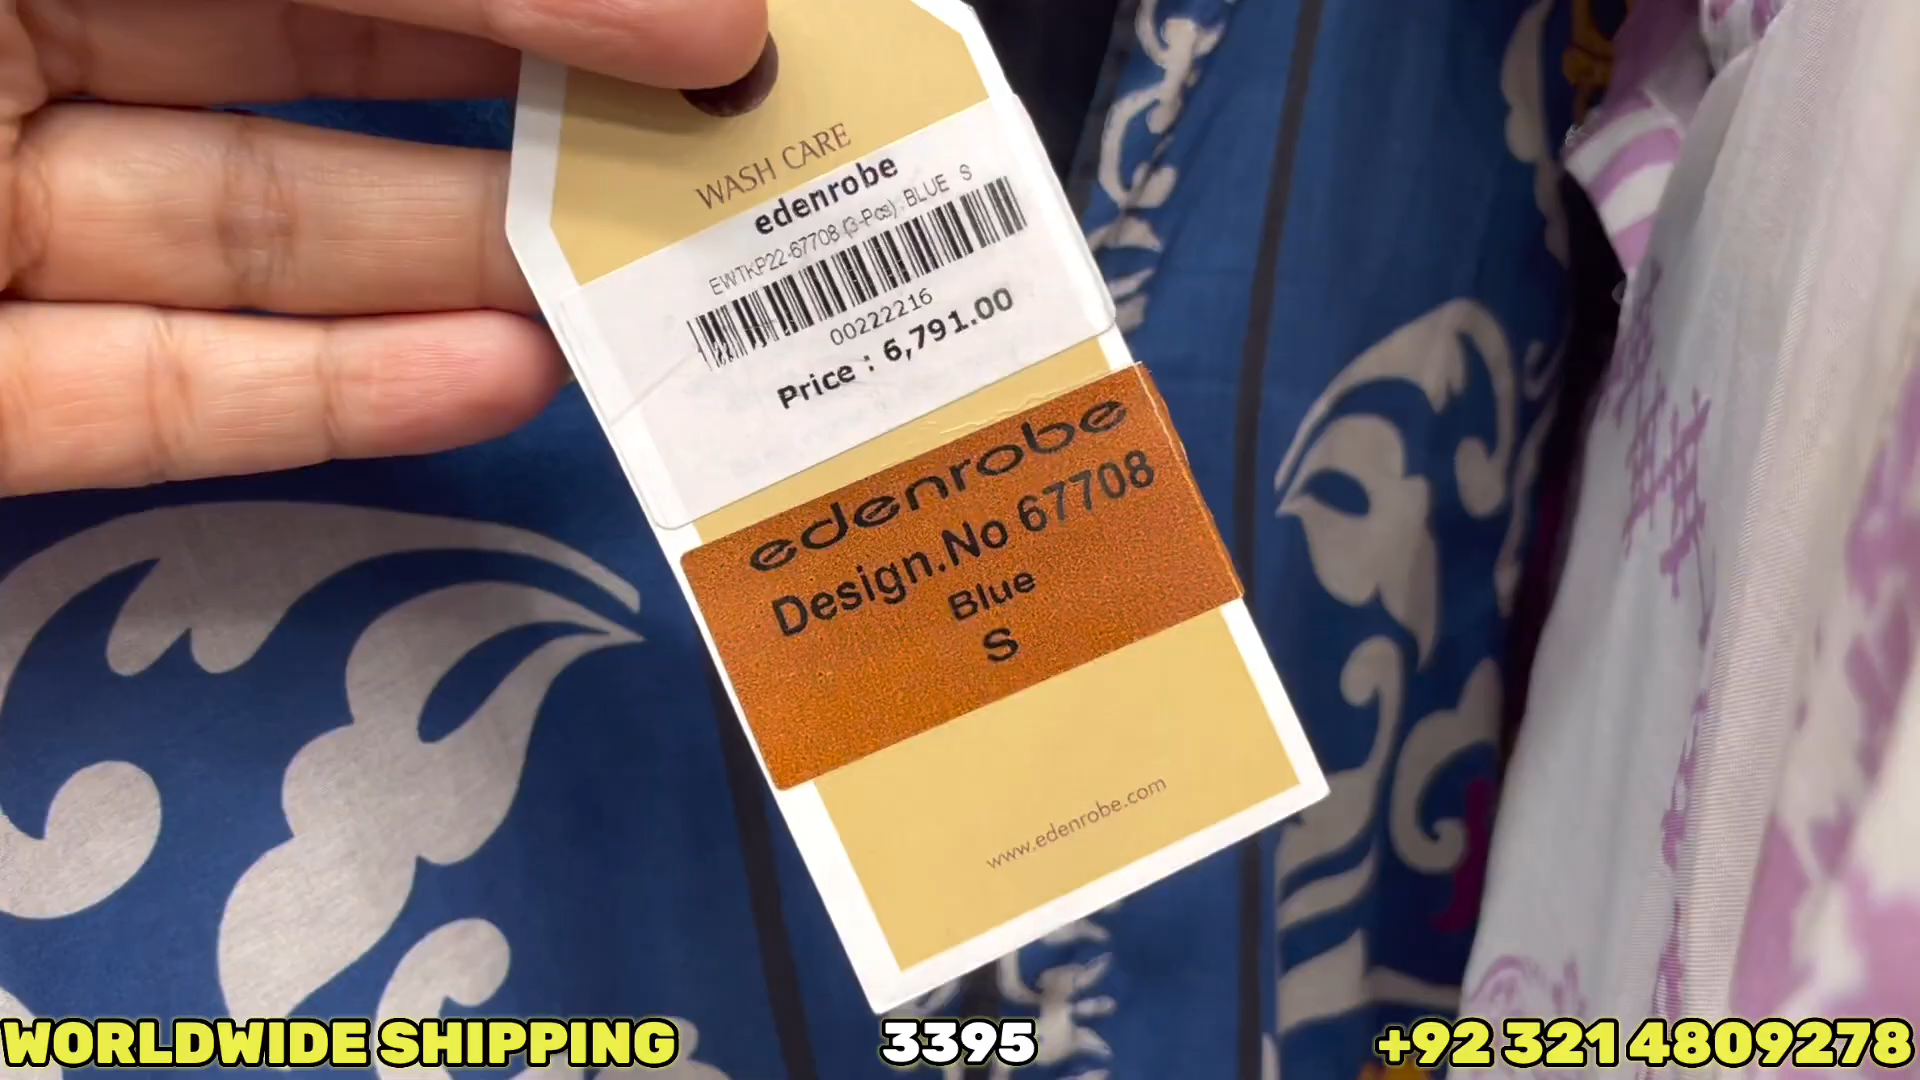 WASH CARE
edenrobe
EWTKP22-67708 (3-Pcs) : BLUE S
00222216
Price : 6,791.00
edenrobe
Design.No 67708
Blue
S
www.edenrobe.com
WORLDWIDE SHIPPING
3395
+92 321 4809278